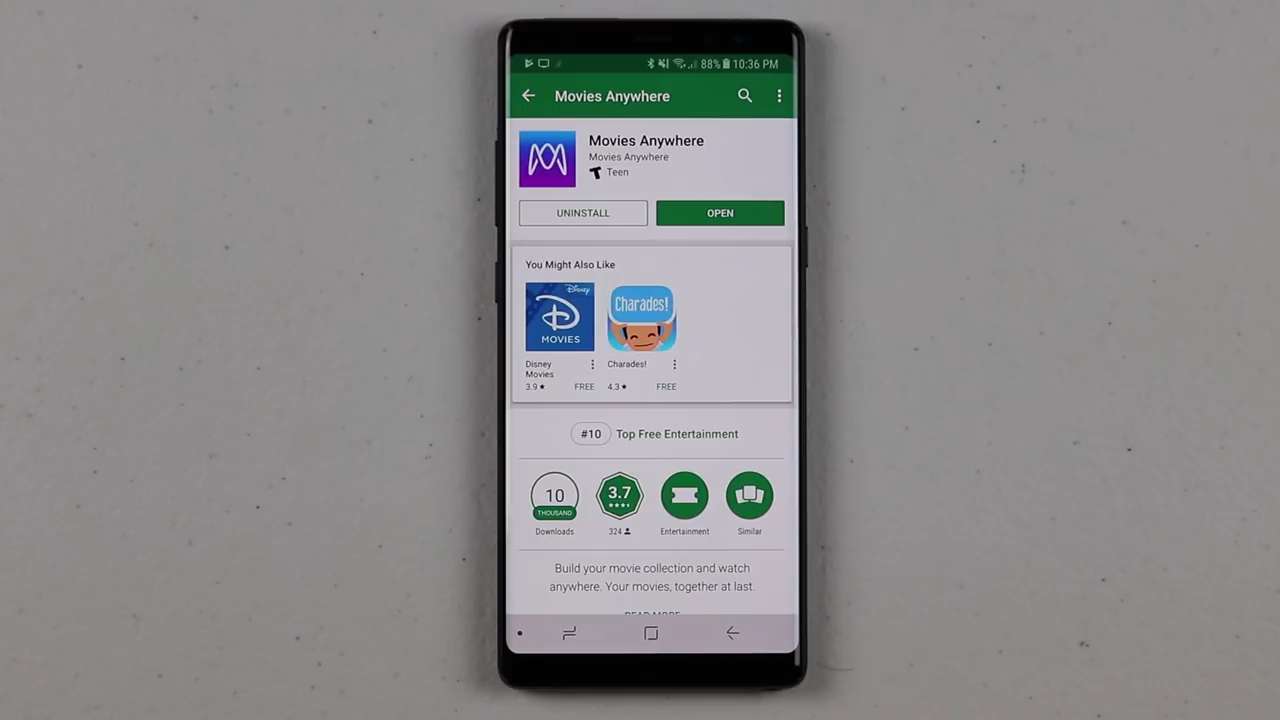 88% 10:36 PM
Movies Anywhere
Movies Anywhere
Movies Anywhere
Teen
UNINSTALL
OPEN
You Might Also Like
Disney
MOVIES
Charades!
Disney Movies
3.9★ FREE
Charades!
4.3★ FREE
#10 Top Free Entertainment
10
THOUSAND
Downloads
3.7
324
Entertainment
Similar
Build your movie collection and watch
anywhere. Your movies, together at last.
READ MORE